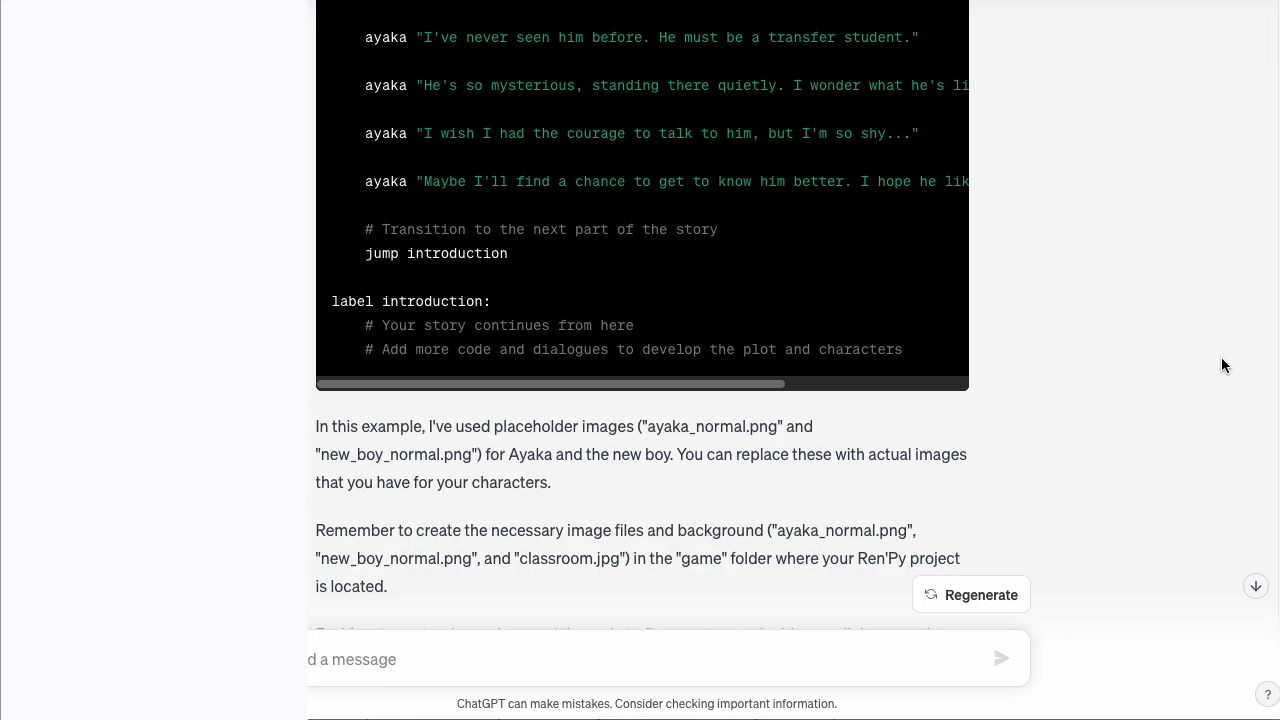 ayaka "I've never seen him before. He must be a transfer student."
ayaka "He's so mysterious, standing there quietly. I wonder what he's li
ayaka "I wish I had the courage to talk to him, but I'm so shy..."
ayaka "Maybe I'll find a chance to get to know him better. I hope he lik
# Transition to the next part of the story
jump introduction
label introduction:
# Your story continues from here
# Add more code and dialogues to develop the plot and characters
In this example, I've used placeholder images ("ayaka_normal.png" and
"new_boy_normal.png") for Ayaka and the new boy. You can replace these with actual images
that you have for your characters.
Remember to create the necessary image files and background ("ayaka_normal.png",
"new_boy_normal.png", and "classroom.jpg") in the "game" folder where your Ren'Py project
is located.
Regenerate
d a message
ChatGPT can make mistakes. Consider checking important information.
?